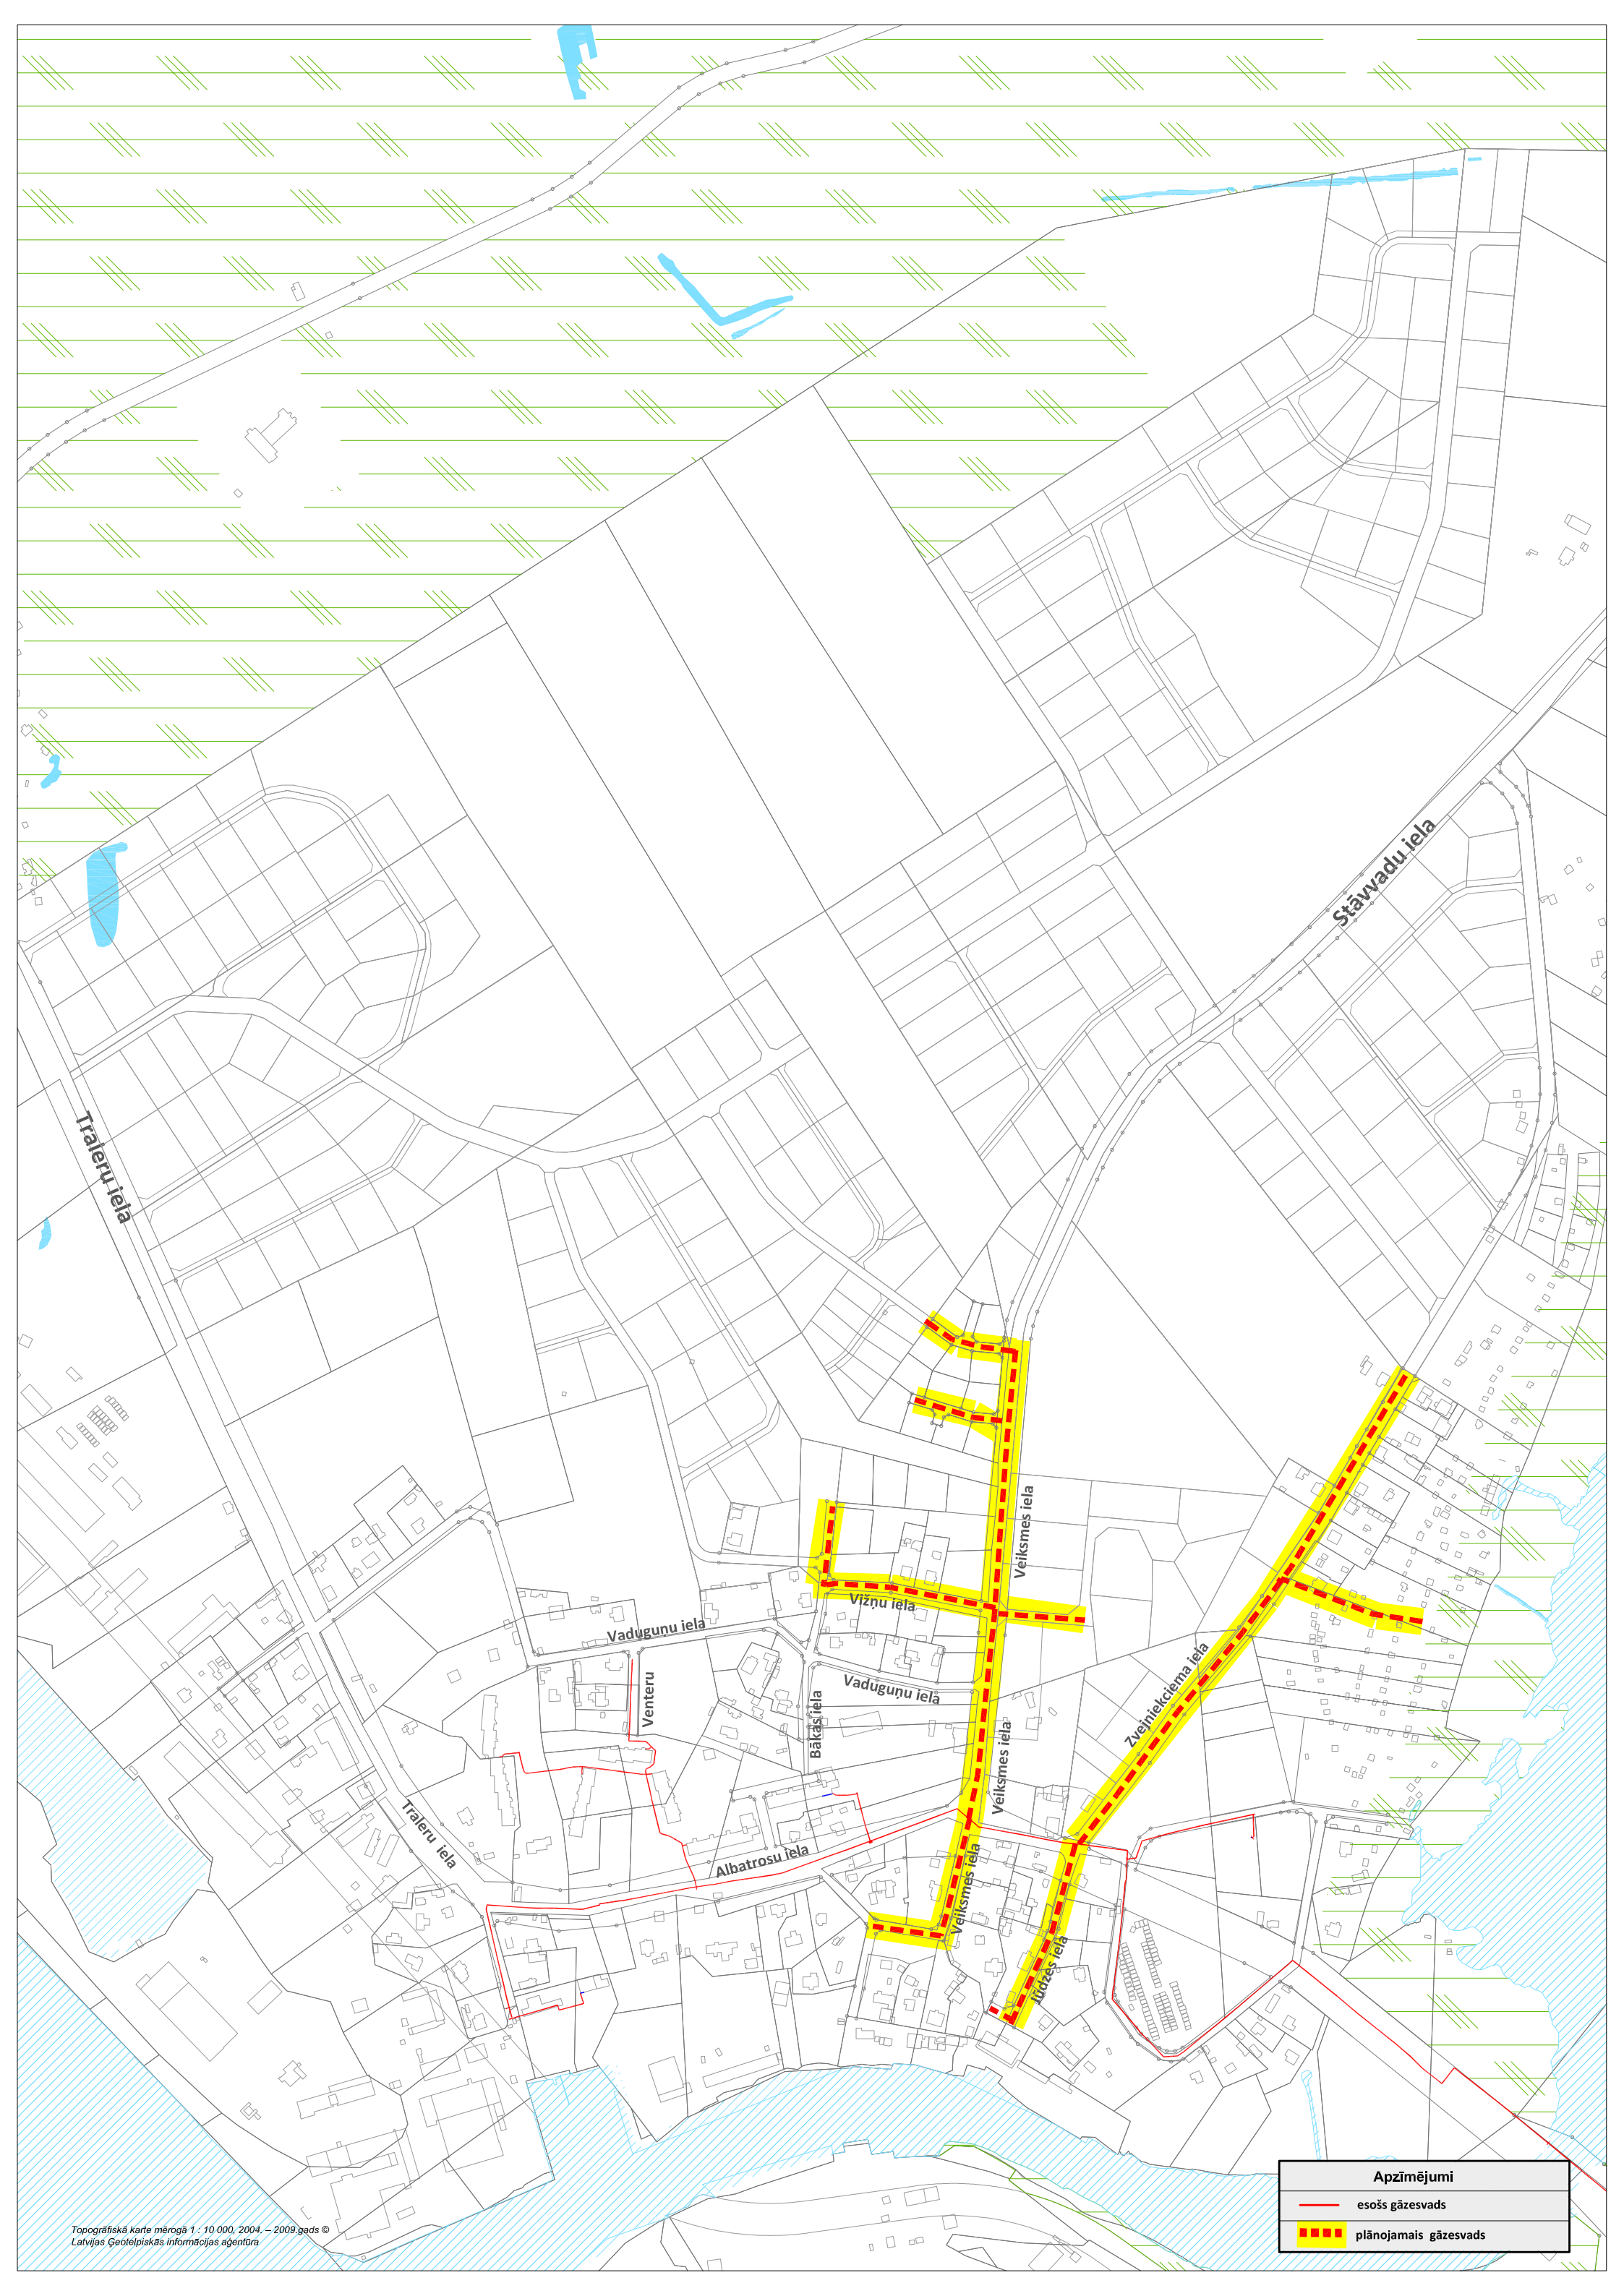 Stāvvadu iela
Traleru iela
Veiksmes iela
Vižņu iela
Vaduguņu iela
Venteru
Bākas iela
Vaduguņu iela
Zvejniekciema iela
Veiksmes iela
Traleru iela
Albatrosu iela
Veiksmes iela
Jūdzes iela
Apzīmējumi
esošs gāzesvads
plānojamais gāzesvads
Topogrāfiskā karte mērogā 1 : 10 000, 2004. – 2009.gads ©
Latvijas Ģeotelpiskās informācijas aģentūra